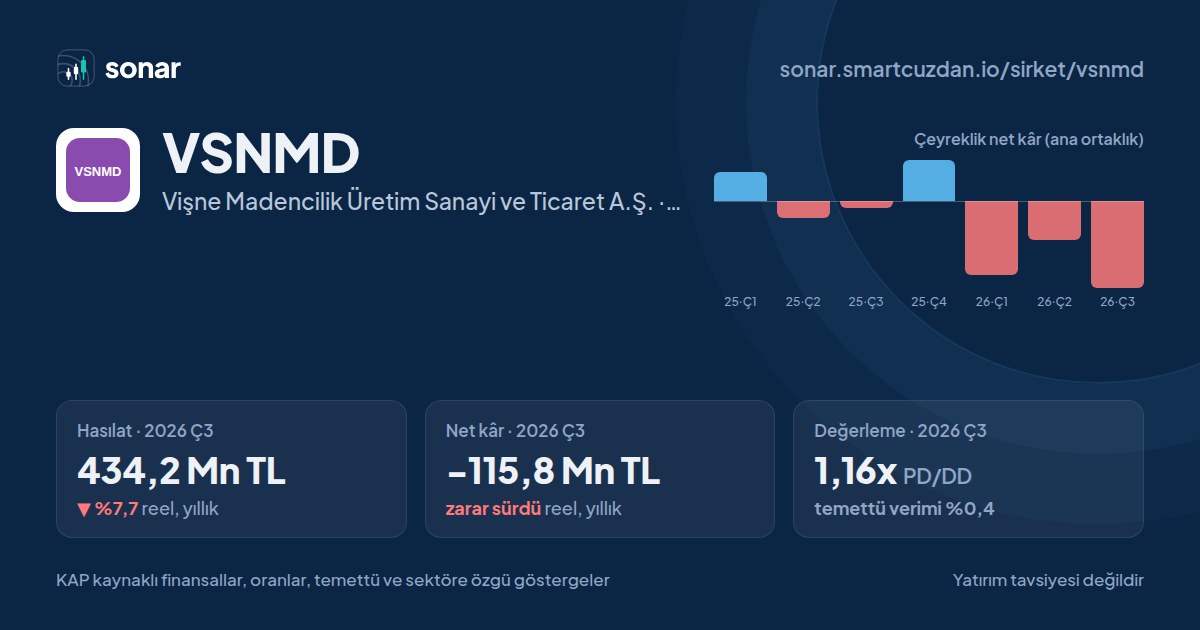 sonar
sonar.smartcuzdan.io/sirket/vsnmd
VSNMD
VSNMD
Vişne Madencilik Üretim Sanayi ve Ticaret A.Ş. ·…
Çeyreklik net kâr (ana ortaklık)
25·Ç1 25·Ç2 25·Ç3 25·Ç4 26·Ç1 26·Ç2 26·Ç3
Hasılat · 2026 Ç3
434,2 Mn TL
▼ %7,7 reel, yıllık
Net kâr · 2026 Ç3
−115,8 Mn TL
zarar sürdü reel, yıllık
Değerleme · 2026 Ç3
1,16x PD/DD
temettü verimi %0,4
KAP kaynaklı finansallar, oranlar, temettü ve sektöre özgü göstergeler
Yatırım tavsiyesi değildir